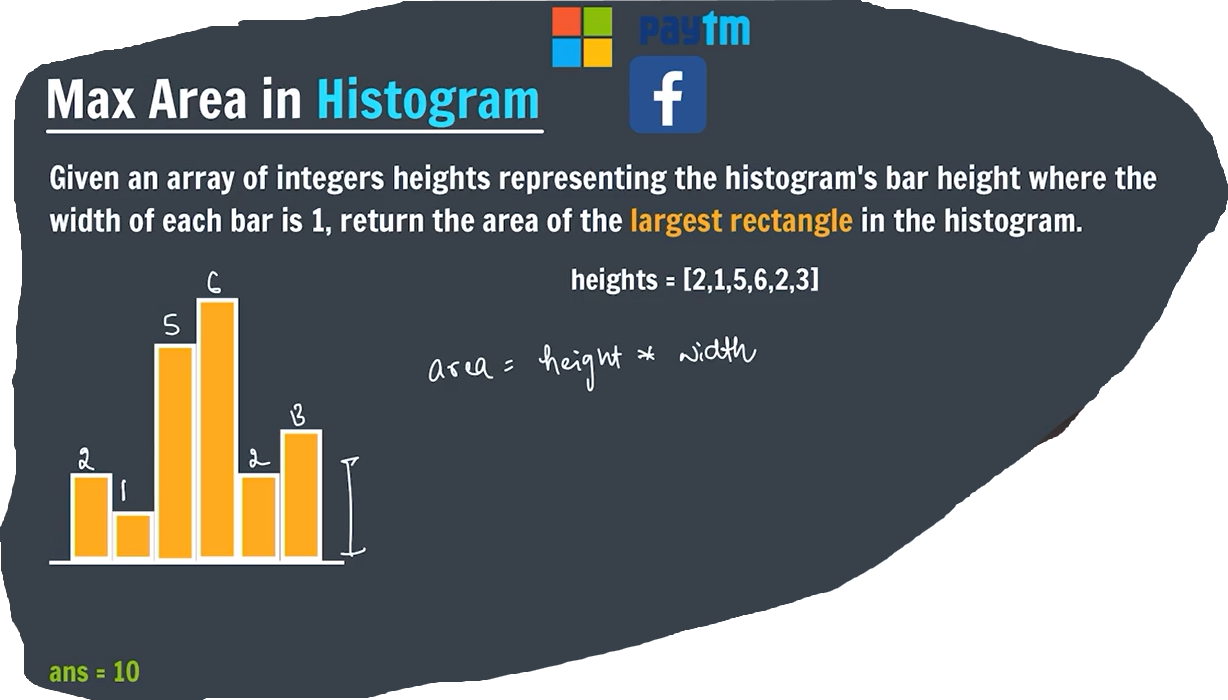 paytm
f
Max Area in Histogram
Given an array of integers heights representing the histogram's bar height where the
width of each bar is 1, return the area of the largest rectangle in the histogram.
heights = [2,1,5,6,2,3]
6
5
area = height * width
3
2
2
1
ans = 10